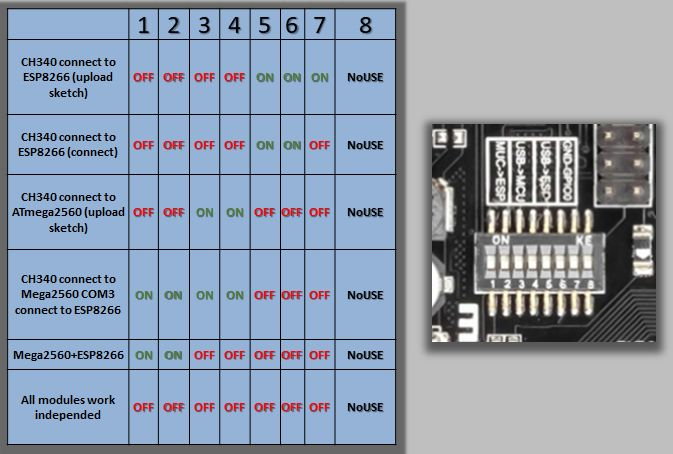 1 2 3 4 5 6 7 8
CH340 connect to
ESP8266 (upload
sketch)
OFF OFF OFF OFF ON ON ON NoUSE
CH340 connect to
ESP8266 (connect)
OFF OFF OFF OFF ON ON OFF NoUSE
CH340 connect to
ATmega2560 (upload
sketch)
OFF OFF ON ON OFF OFF OFF NoUSE
CH340 connect to
Mega2560 COM3
connect to ESP8266
ON ON ON ON OFF OFF OFF NoUSE
Mega2560+ESP8266
ON ON OFF OFF OFF OFF OFF NoUSE
All modules work
independed
OFF OFF OFF OFF OFF OFF OFF NoUSE
MUC->ESP
USB->MCU
USB->ESP
GND-GPIO0
ON KE
1 2 3 4 5 6 7 8